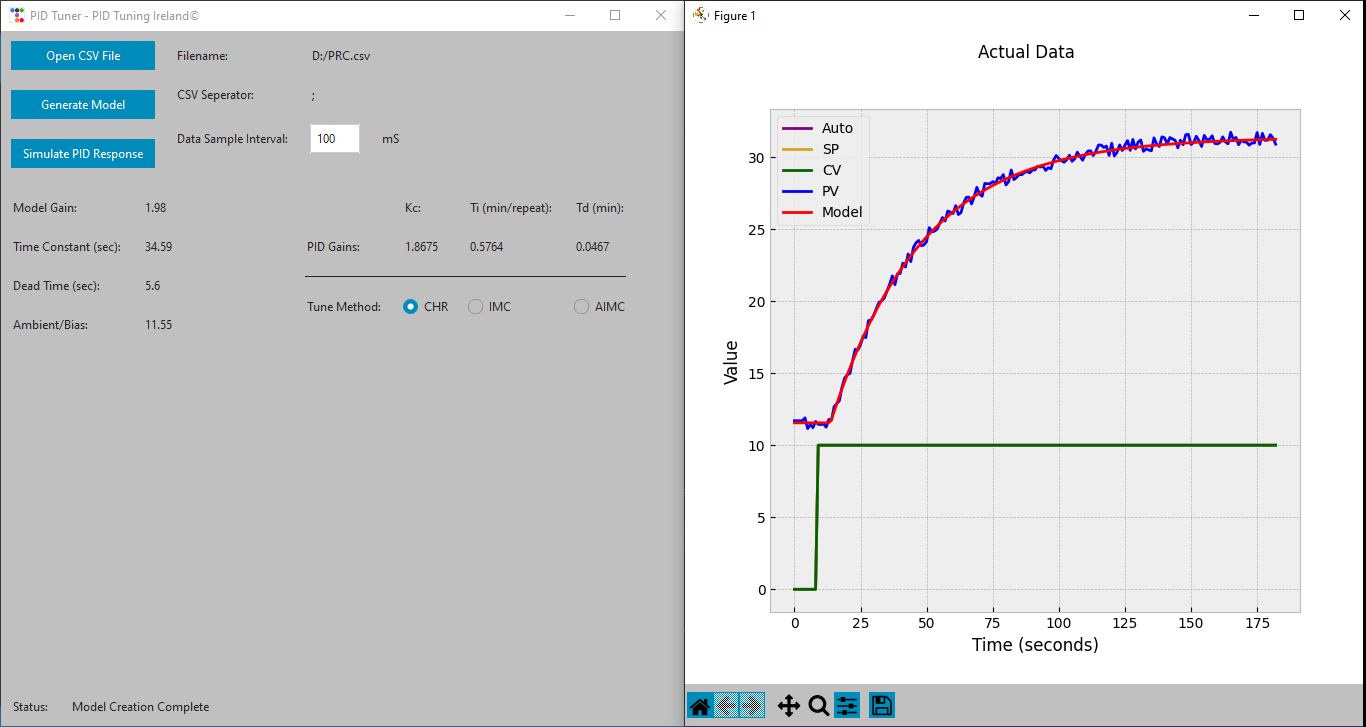 PID Tuner - PID Tuning Ireland©
Open CSV File
Filename:
D:/PRC.csv
Generate Model
CSV Seperator:
;
Simulate PID Response
Data Sample Interval:
100
mS
Model Gain:
1.98
Kc:
Ti (min/repeat):
Td (min):
Time Constant (sec):
34.59
PID Gains:
1.8675
0.5764
0.0467
Dead Time (sec):
5.6
Tune Method:
CHR
IMC
AIMC
Ambient/Bias:
11.55
Status:
Model Creation Complete
Figure 1
Actual Data
Auto
SP
CV
PV
Model
30
25
20
15
10
5
0
Value
0
25
50
75
100
125
150
175
Time (seconds)